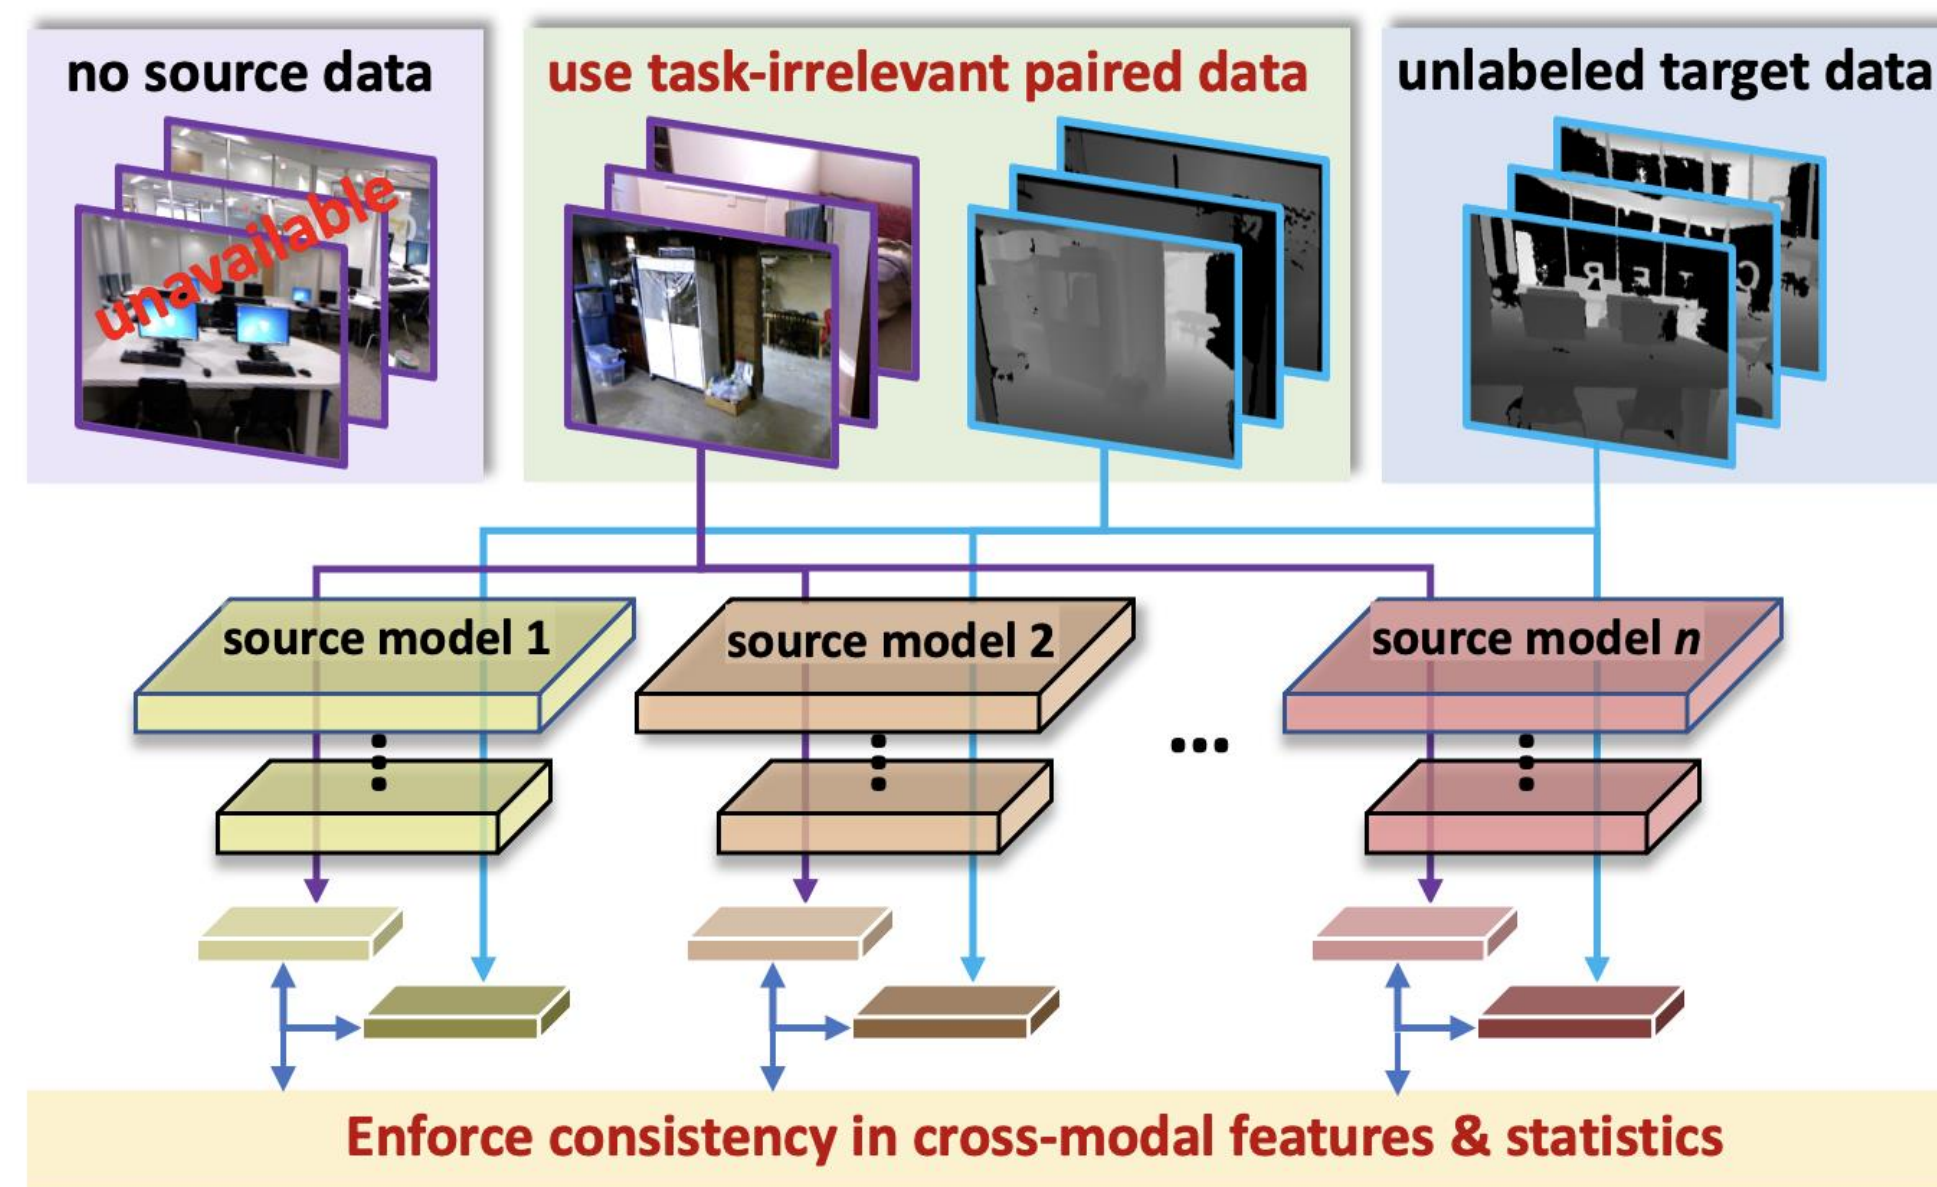 no source data
use task-irrelevant paired data
unlabeled target data
unavailable
C T E R
source model 1
source model 2
...
source model n
Enforce consistency in cross-modal features & statistics